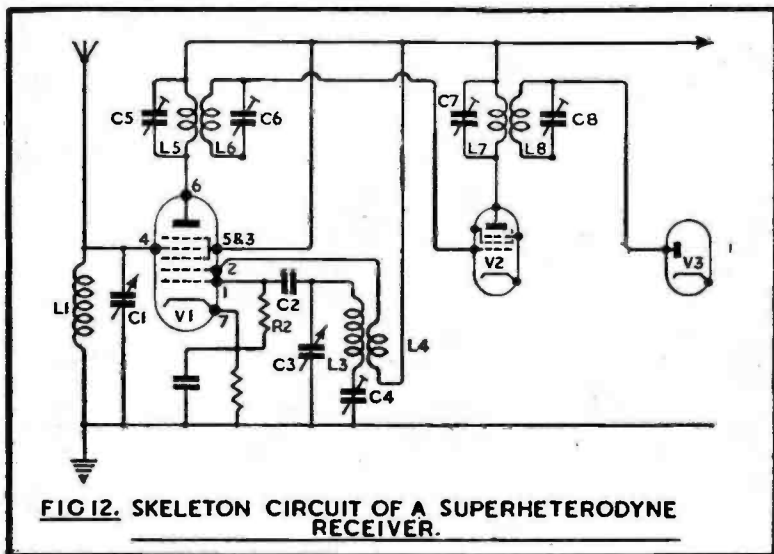 C5
L5
L6
C6
C7
L7
L8
C8
6
4
5&3
2
1
7
V1
L1
C1
R2
C2
C3
L3
C4
L4
V2
V3
FIG 12. SKELETON CIRCUIT OF A SUPERHETERODYNE
RECEIVER.